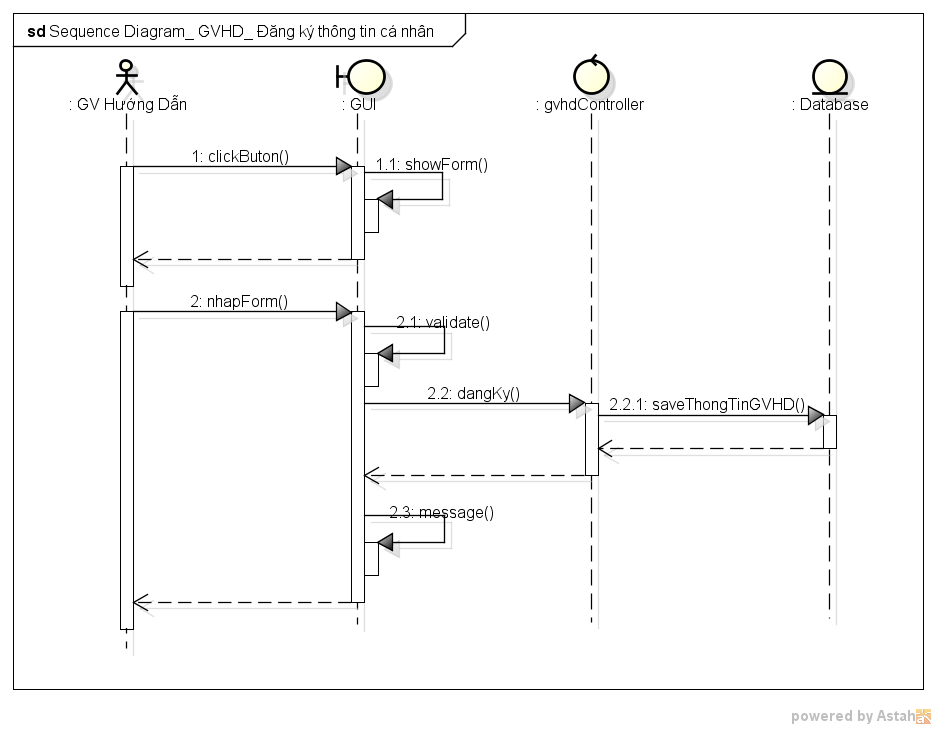 sd Sequence Diagram_ GVHD_ Đăng ký thông tin cá nhân
: GV Hướng Dẫn
: GUI
: gvhdController
: Database
1: clickButon()
1.1: showForm()
2: nhapForm()
2.1: validate()
2.2: dangKy()
2.2.1: saveThongTinGVHD()
2.3: message()
powered by Astah